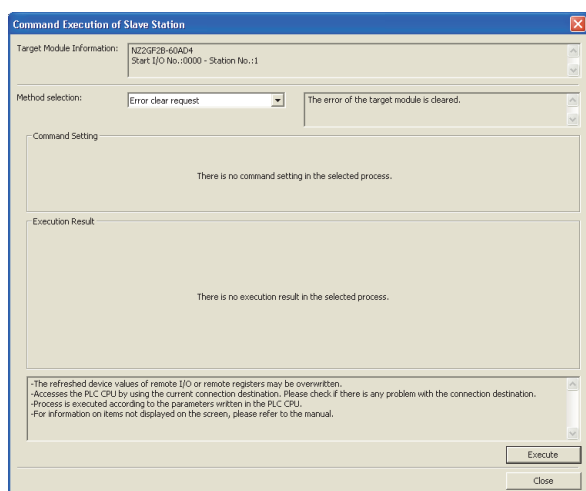 Command Execution of Slave Station
Target Module Information:
NZ2GF2B-60AD4
Start I/O No.:0000 - Station No.:1
Method selection:
Error clear request
The error of the target module is cleared.
Command Setting
There is no command setting in the selected process.
Execution Result
There is no execution result in the selected process.
-The refreshed device values of remote I/O or remote registers may be overwritten.
-Accesses the PLC CPU by using the current connection destination. Please check if there is any problem with the connection destination.
-Process is executed according to the parameters written in the PLC CPU.
-For information on items not displayed on the screen, please refer to the manual.
Execute
Close